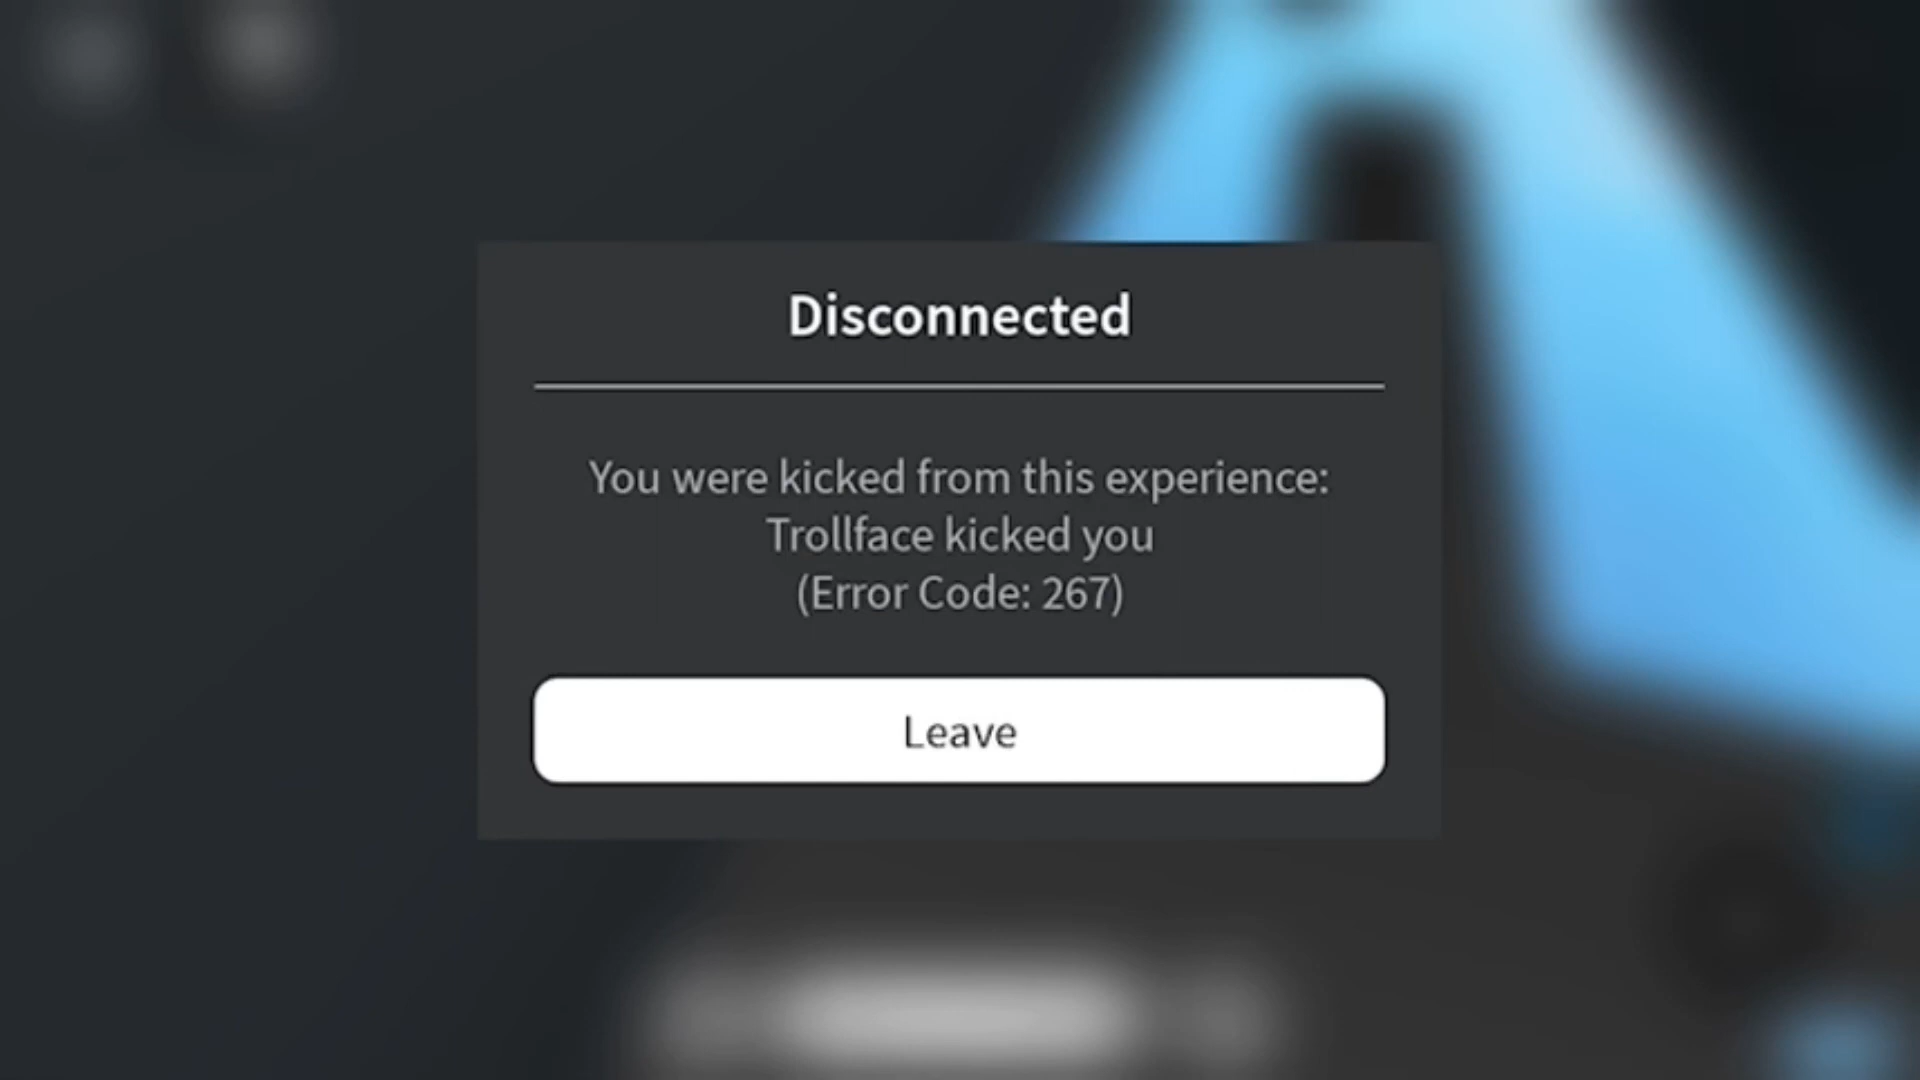 Disconnected
You were kicked from this experience:
Trollface kicked you
(Error Code: 267)
Leave